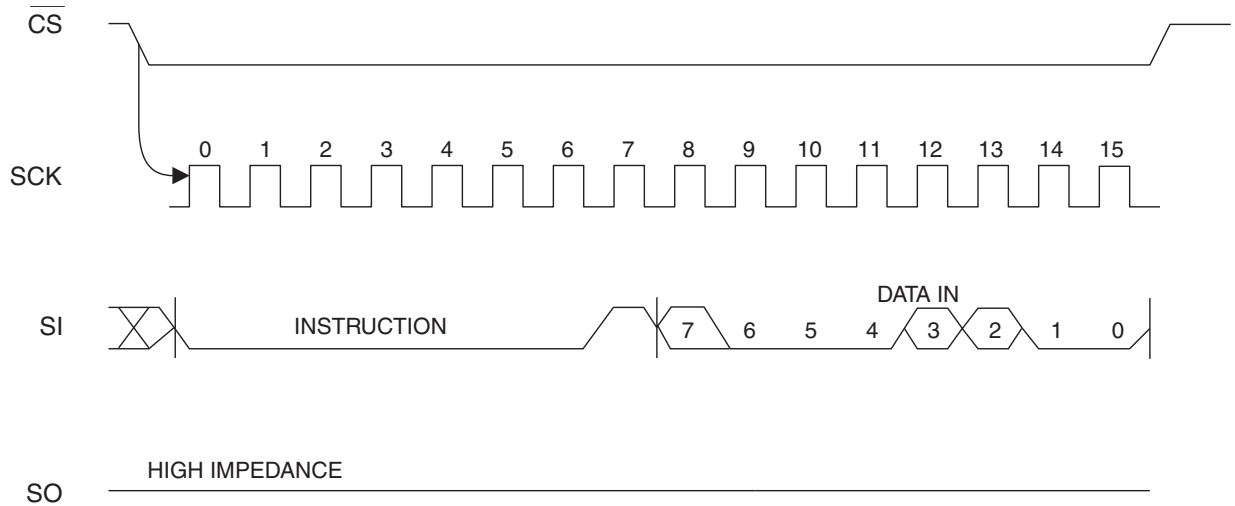 CS
0 1 2 3 4 5 6 7 8 9 10 11 12 13 14 15
SCK
DATA IN
SI INSTRUCTION 7 6 5 4 3 2 1 0
HIGH IMPEDANCE
SO